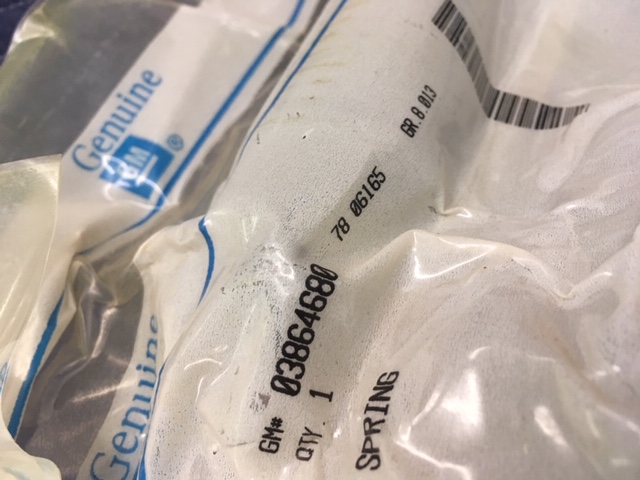 Genuine
GM®
Genuine
GR.8.013
78 06165
GM# 03864680
QTY. 1
SPRING